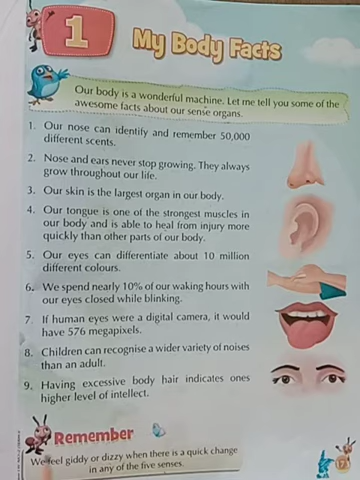 1
My Body Facts
Our body is a wonderful machine. Let me tell you some of the
awesome facts about our sense organs.
1. Our nose can identify and remember 50,000
different scents.
2. Nose and ears never stop growing. They always
grow throughout our life.
3. Our skin is the largest organ in our body.
4. Our tongue is one of the strongest muscles in
our body and is able to heal from injury more
quickly than other parts of our body.
5. Our eyes can differentiate about 10 million
different colours.
6. We spend nearly 10% of our waking hours with
our eyes closed while blinking.
7. If human eyes were a digital camera, it would
have 576 megapixels.
8. Children can recognise a wider variety of noises
than an adult.
9. Having excessive body hair indicates ones
higher level of intellect.
Remember
We feel giddy or dizzy when there is a quick change
in any of the five senses.